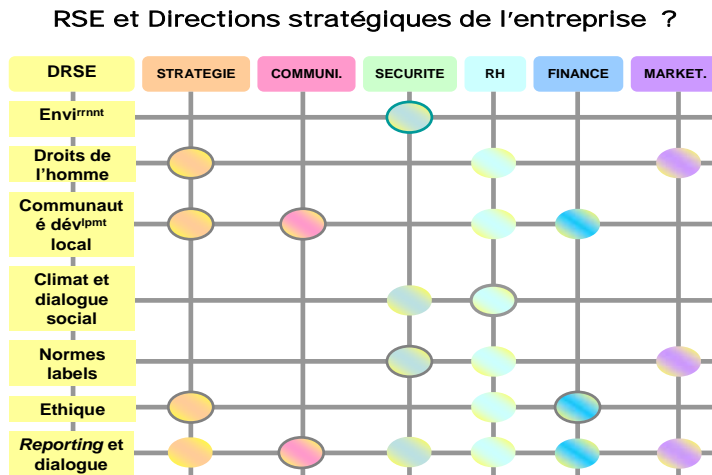 RSE et Directions stratégiques de l'entreprise ?
DRSE
STRATEGIE
COMMUNI.
SECURITE
RH
FINANCE
MARKET.
Envirrnnt
Droits de
l'homme
Communaut
é dévlpmt
local
Climat et
dialogue
social
Normes
labels
Ethique
Reporting et
dialogue